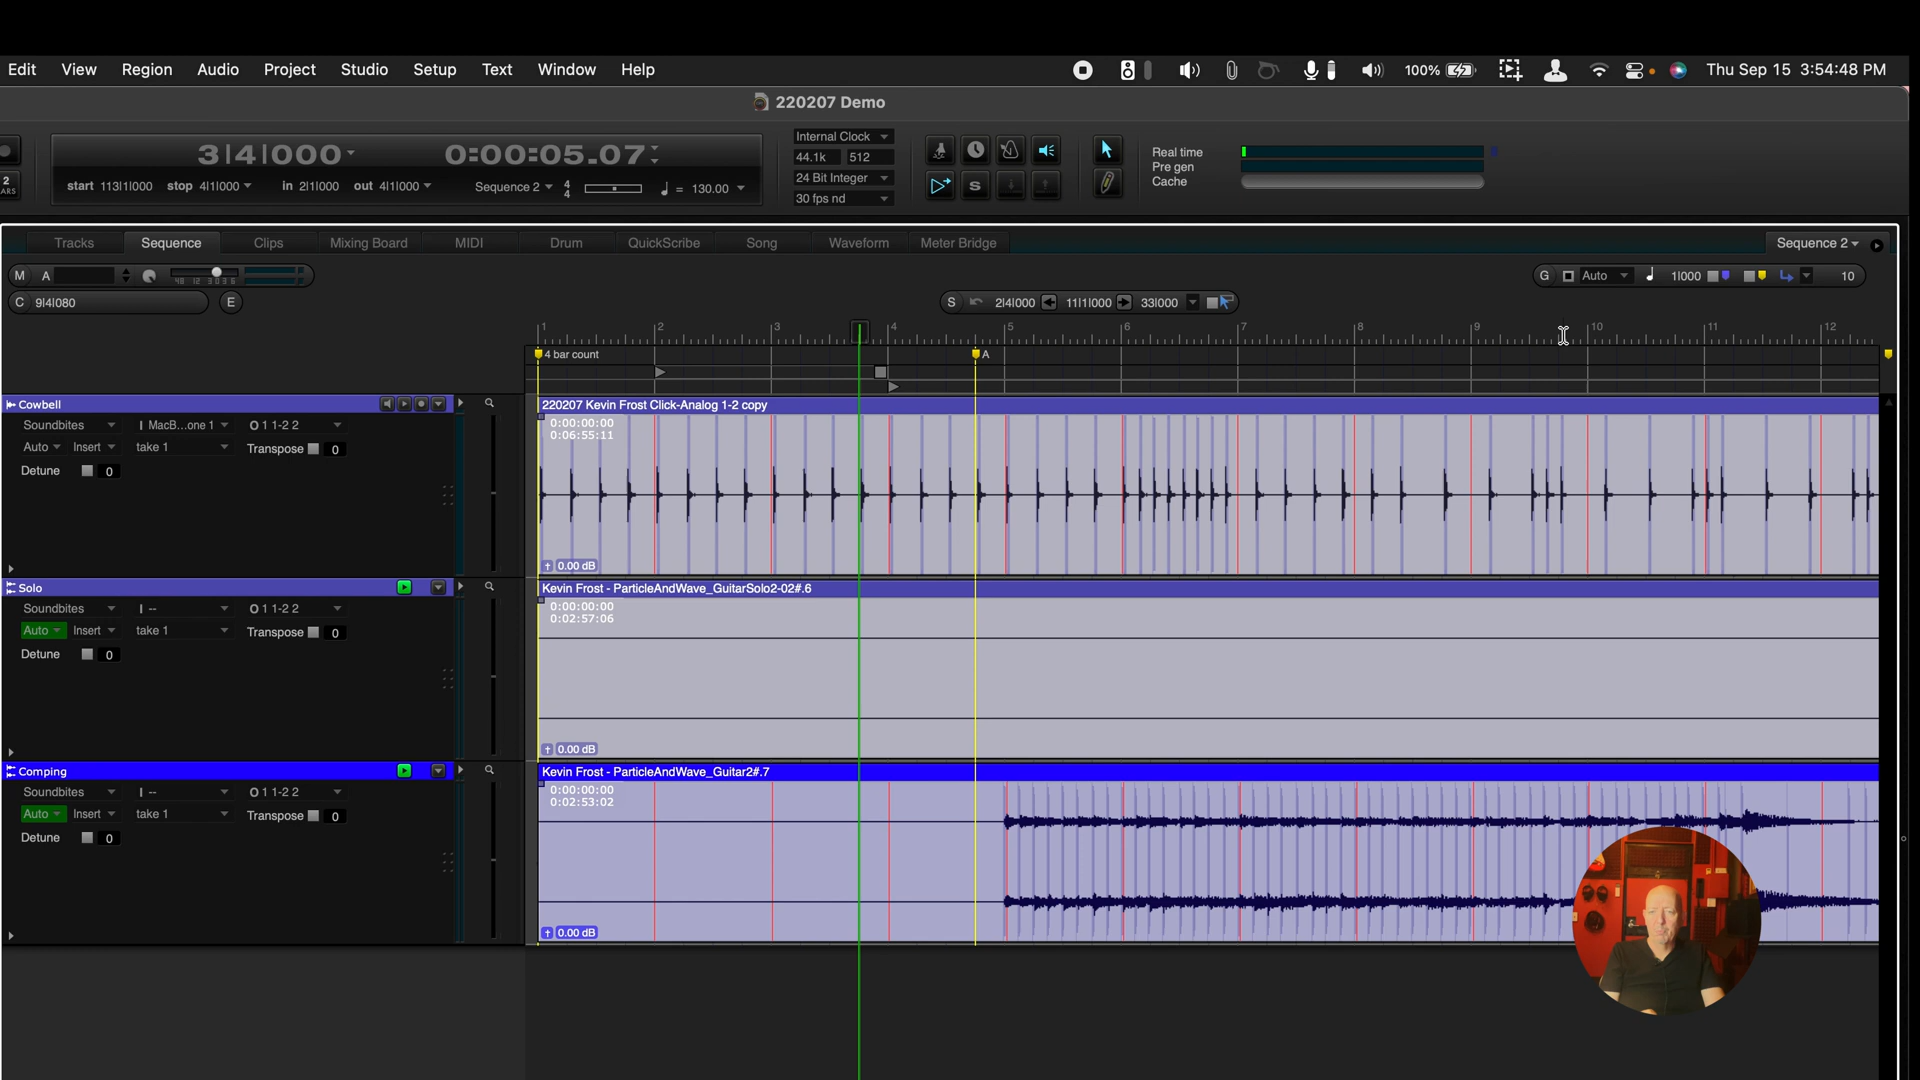 Edit View Region Audio Project Studio Setup Text Window Help 100% Thu Sep 15 3:54:48 PM
220207 Demo
3|4|000 0:00:05.07
start 113|1|000 stop 4|1|000 in 2|1|000 out 4|1|000 Sequence 2 4 4 = 130.00
Internal Clock
44.1k 512
24 Bit Integer
30 fps nd
S
Real time
Pre gen
Cache
Tracks Sequence Clips Mixing Board MIDI Drum QuickScribe Song Waveform Meter Bridge Sequence 2
M A G Auto 1|000 10
C 9|4|080 E S 2|4|000 11|1|000 33|000
1 2 3 4 5 6 7 8 9 10 11 12
4 bar count A
Cowbell
Soundbites I MacB...one 1 O 1 1-2 2
Auto Insert take 1 Transpose 0
Detune 0
220207 Kevin Frost Click-Analog 1-2 copy
0:00:00:00
0:06:55:11
0.00 dB
Solo
Soundbites I -- O 1 1-2 2
Auto Insert take 1 Transpose 0
Detune 0
Kevin Frost - ParticleAndWave_GuitarSolo2-02#.6
0:00:00:00
0:02:57:06
0.00 dB
Comping
Soundbites I -- O 1 1-2 2
Auto Insert take 1 Transpose 0
Detune 0
Kevin Frost - ParticleAndWave_Guitar2#.7
0:00:00:00
0:02:53:02
0.00 dB